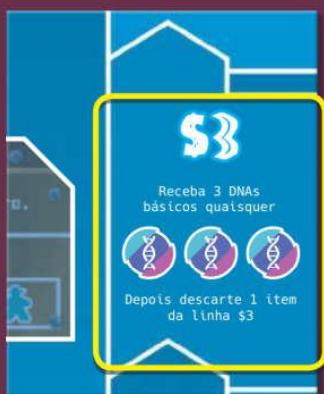 $3
Receba 3 DNAs
básicos quaisquer
Depois descarte 1 item
da linha $3